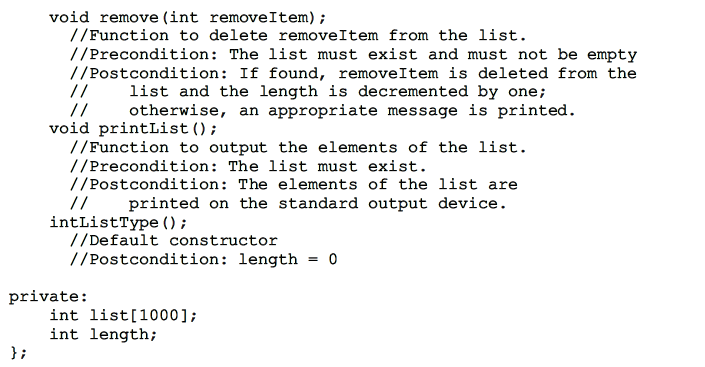 void remove(int removeItem);
//Function to delete removeItem from the list.
//Precondition: The list must exist and must not be empty
//Postcondition: If found, removeItem is deleted from the
//    list and the length is decremented by one;
//    otherwise, an appropriate message is printed.
void printList();
//Function to output the elements of the list.
//Precondition: The list must exist.
//Postcondition: The elements of the list are
//    printed on the standard output device.
intListType();
//Default constructor
//Postcondition: length = 0
private:
int list[1000];
int length;
};